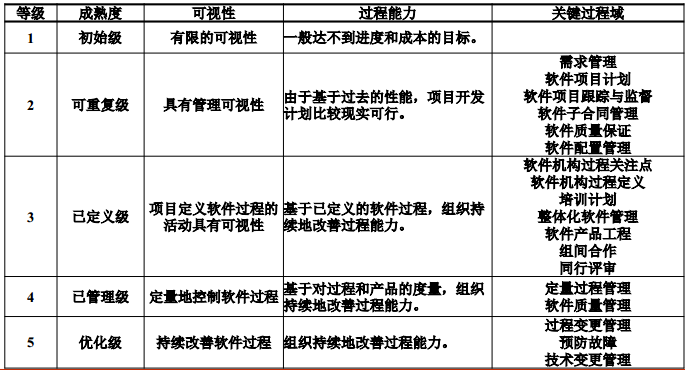 等级 成熟度 可视性 过程能力 关键过程域
1 初始级 有限的可视性 一般达不到进度和成本的目标。
2 可重复级 具有管理可视性 由于基于过去的性能，项目开发
计划比较现实可行。
需求管理
软件项目计划
软件项目跟踪与监督
软件子合同管理
软件质量保证
软件配置管理
3 已定义级 项目定义软件过程的
活动具有可视性
基于已定义的软件过程，组织持
续地改善过程能力。
软件机构过程关注点
软件机构过程定义
培训计划
整体化软件管理
软件产品工程
组间合作
同行评审
4 已管理级 定量地控制软件过程 基于对过程和产品的度量，组织
持续地改善过程能力。
定量过程管理
软件质量管理
5 优化级 持续改善软件过程 组织持续地改善过程能力。
过程变更管理
预防故障
技术变更管理